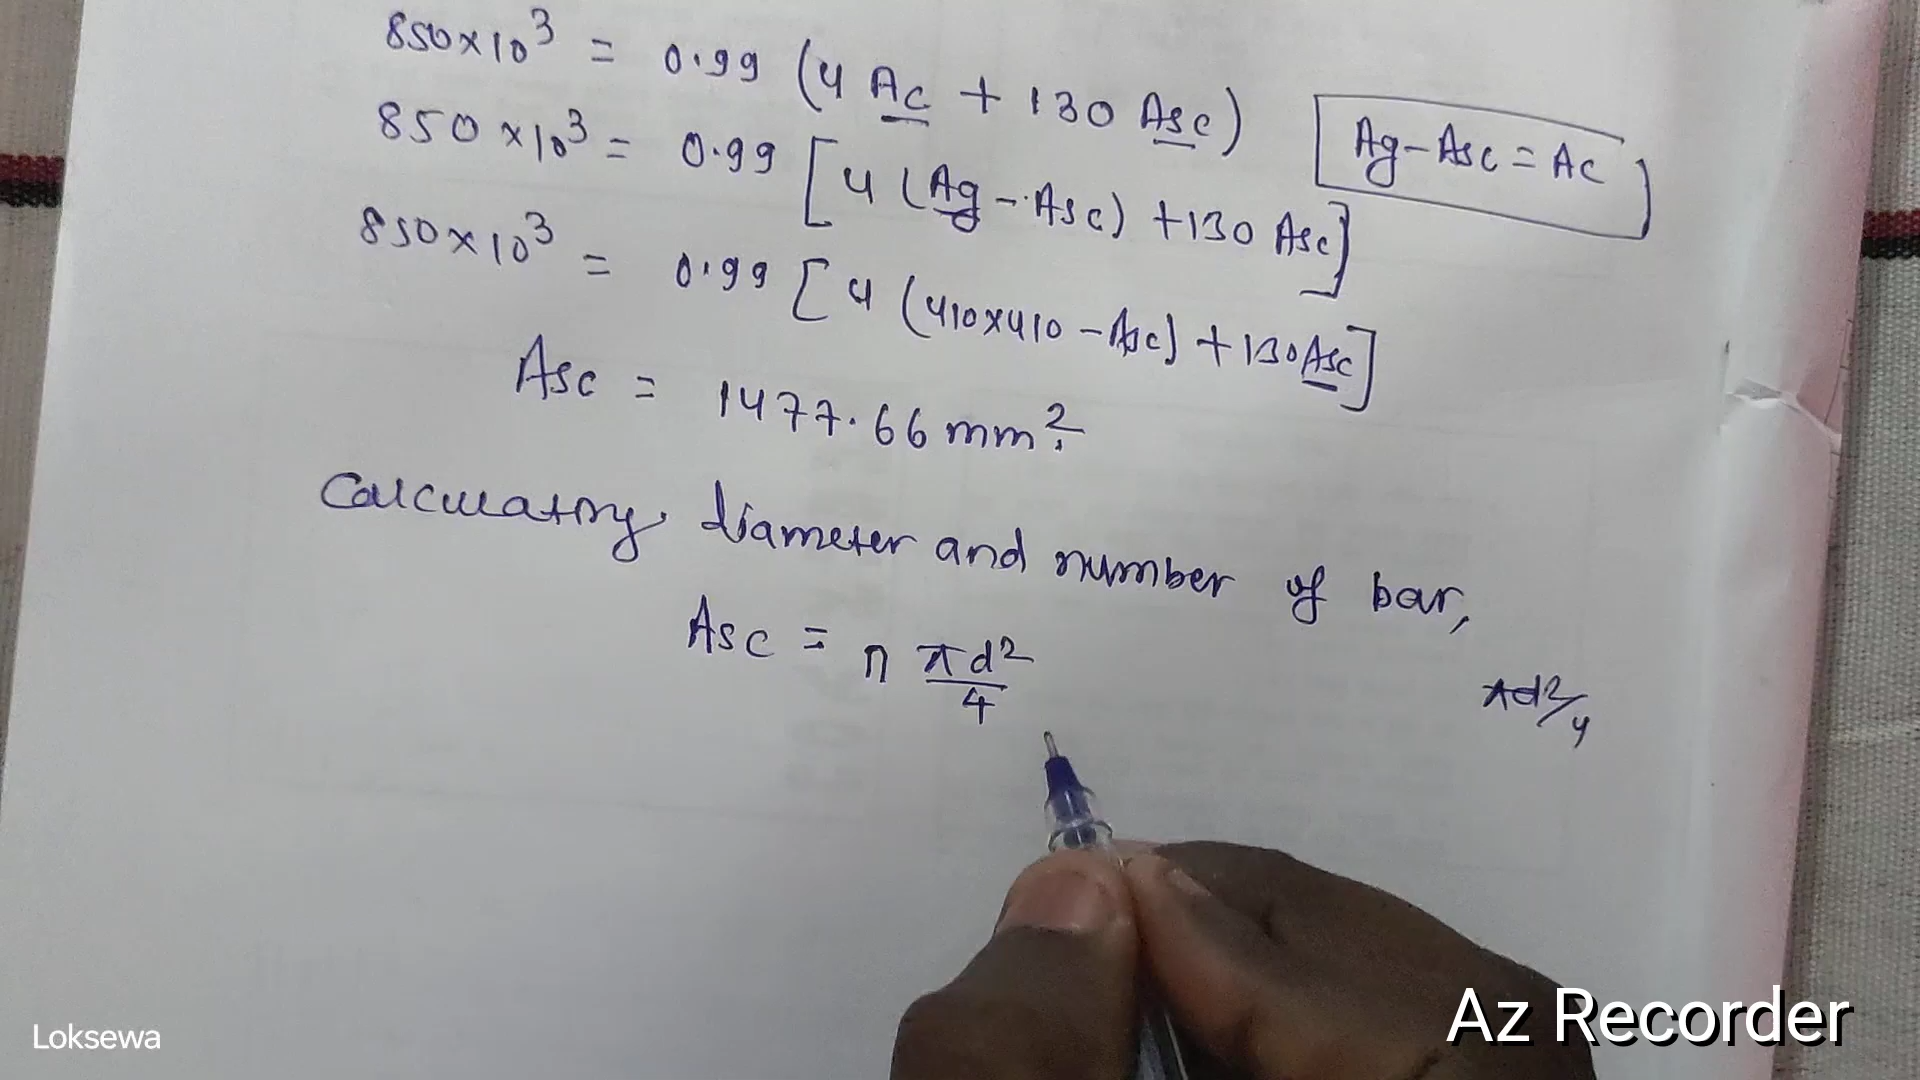 850×10³ = 0.99 (4 Ac + 130 Asc)
Ag-Asc = Ac
850×10³ = 0.99 [4 (Ag - Asc) + 130 Asc]
850×10³ = 0.99 [4 (410×410 - Asc) + 130 Asc]
Asc = 1477.66 mm².
Calculating diameter and number of bar,
Asc = n πd²/4
πd²/4
Loksewa
Az Recorder